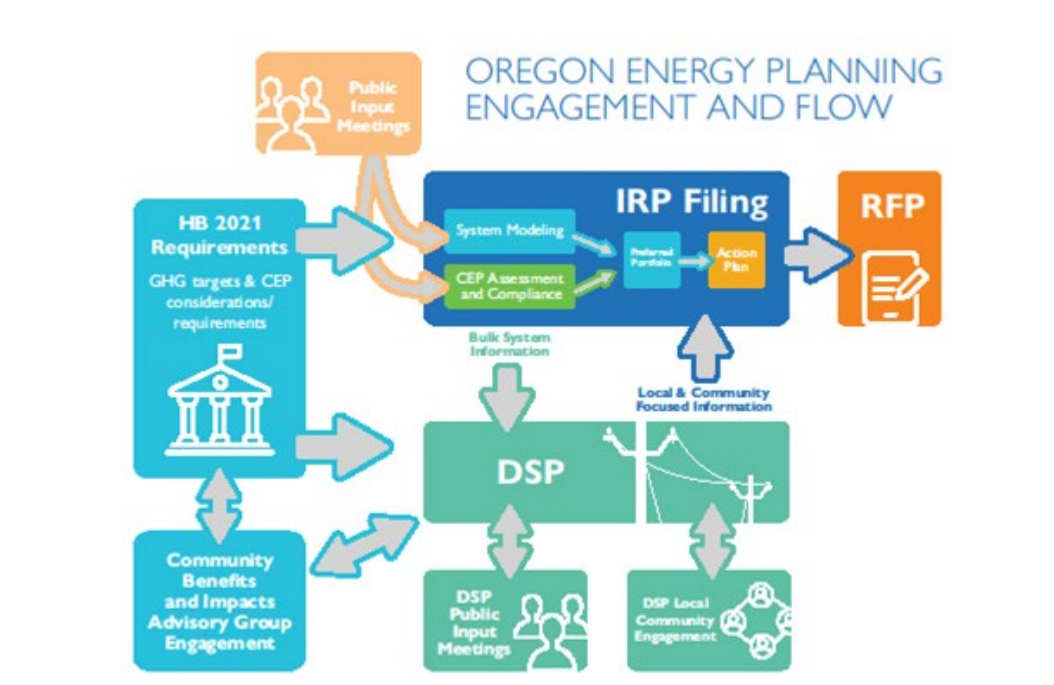 OREGON ENERGY PLANNING
ENGAGEMENT AND FLOW
Public
Input
Meetings
HB 2021
Requirements
GHG targets & CEP
considerations/
requirements
IRP Filing
System Modeling
CEP Assessment
and Compliance
Preferred
Portfolio
Action
Plan
RFP
Bulk System
Information
Local & Community
Focused Information
DSP
Community
Benefits
and Impacts
Advisory Group
Engagement
DSP
Public
Input
Meetings
DSP Local
Community
Engagement